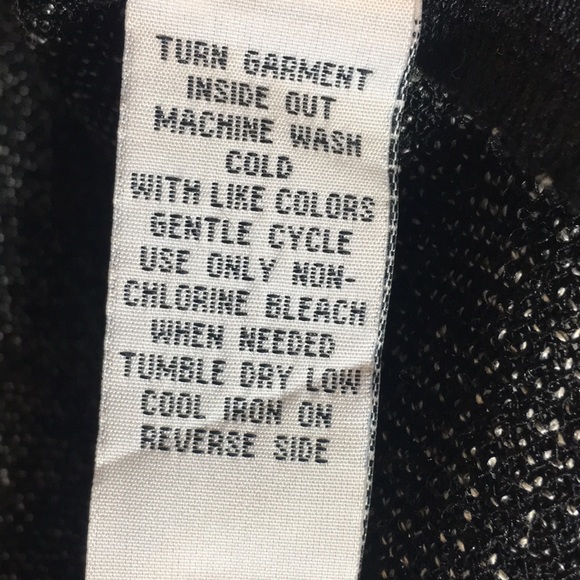 TURN GARMENT
INSIDE OUT
MACHINE WASH
COLD
WITH LIKE COLORS
GENTLE CYCLE
USE ONLY NON-
CHLORINE BLEACH
WHEN NEEDED
TUMBLE DRY LOW
COOL IRON ON
REVERSE SIDE